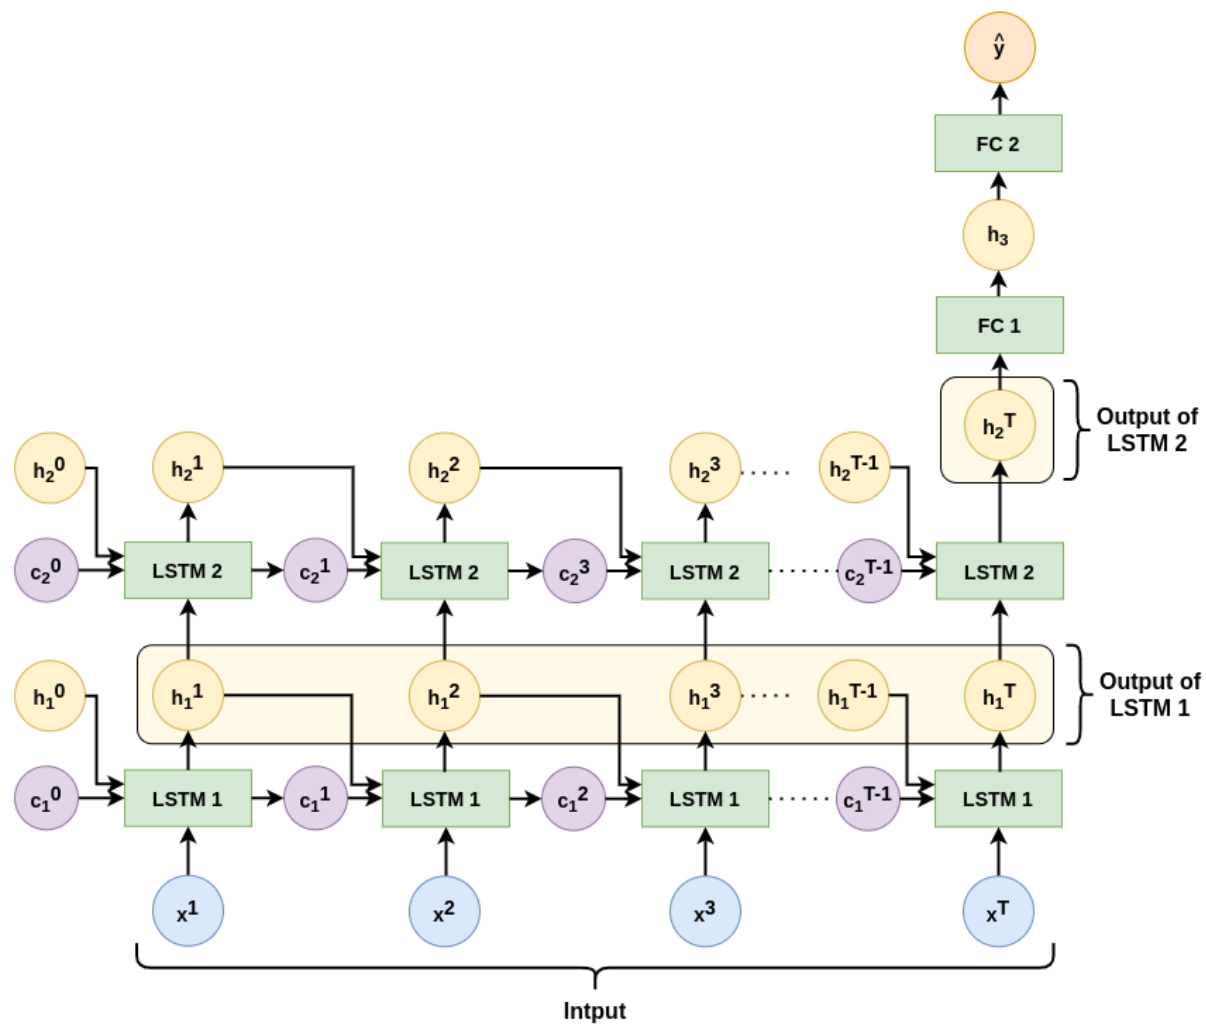 ŷ
FC 2
h₃
FC 1
h₂ᵀ
Output of
LSTM 2
h₂⁰
h₂¹
h₂²
h₂³
.....
h₂ᵀ⁻¹
c₂⁰
LSTM 2
c₂¹
LSTM 2
c₂³
LSTM 2
.......
c₂ᵀ⁻¹
LSTM 2
h₁⁰
h₁¹
h₁²
h₁³
.....
h₁ᵀ⁻¹
h₁ᵀ
Output of
LSTM 1
c₁⁰
LSTM 1
c₁¹
LSTM 1
c₁²
LSTM 1
.......
c₁ᵀ⁻¹
LSTM 1
x¹
x²
x³
xᵀ
Intput